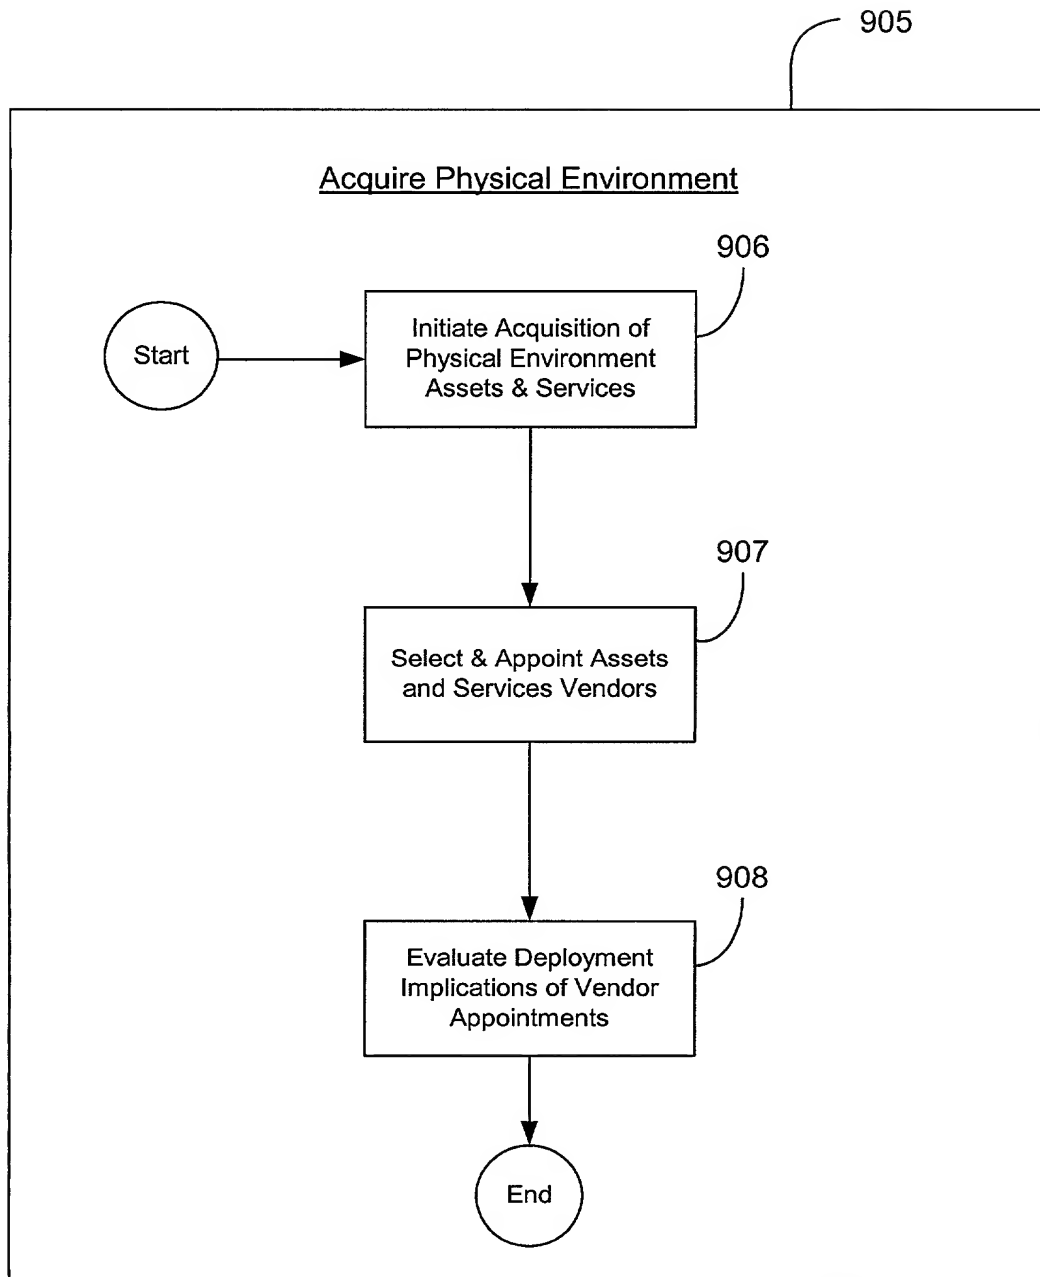 905
Acquire Physical Environment
906
Start
Initiate Acquisition of
Physical Environment
Assets & Services
907
Select & Appoint Assets
and Services Vendors
908
Evaluate Deployment
Implications of Vendor
Appointments
End